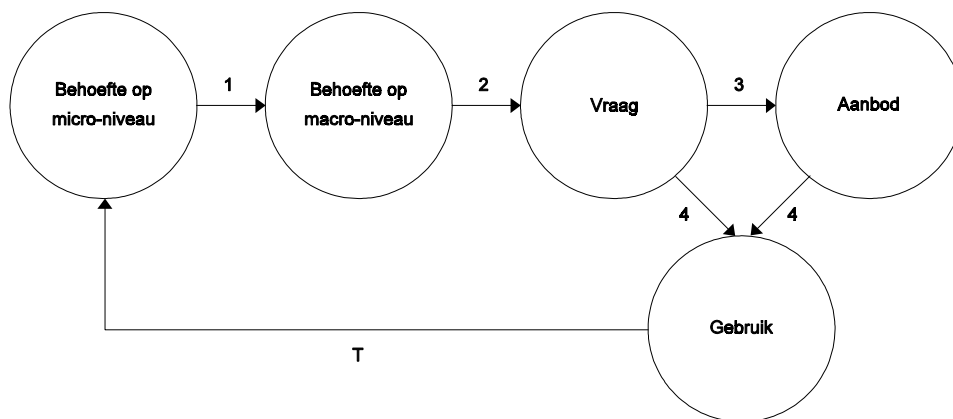 Behoefte op
micro-niveau
1
Behoefte op
macro-niveau
2
Vraag
3
Aanbod
4
4
Gebruik
T